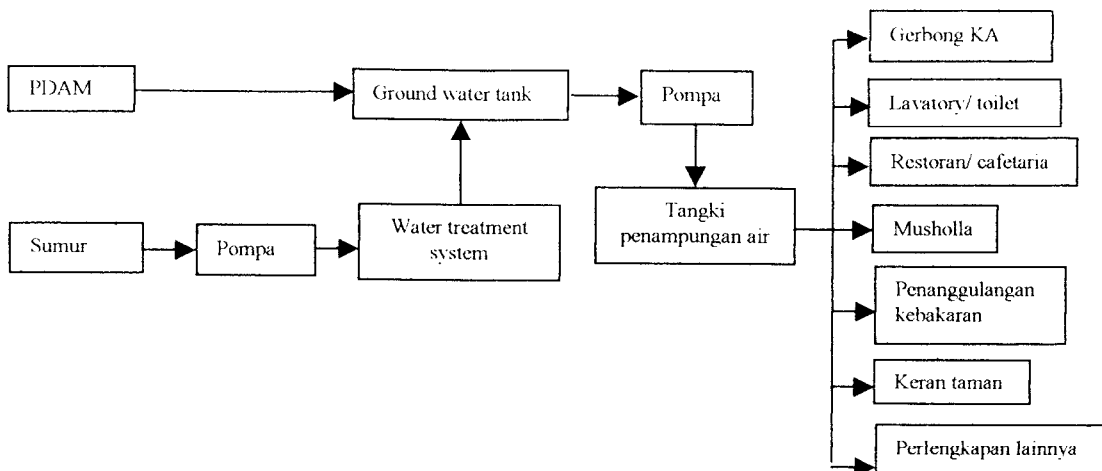 PDAM
Ground water tank
Pompa
Sumur
Pompa
Water treatment
system
Tangki
penampungan air
Gerbong KA
Lavatory/ toilet
Restoran/ cafetaria
Musholla
Penanggulangan
kebakaran
Keran taman
Perlengkapan lainnya